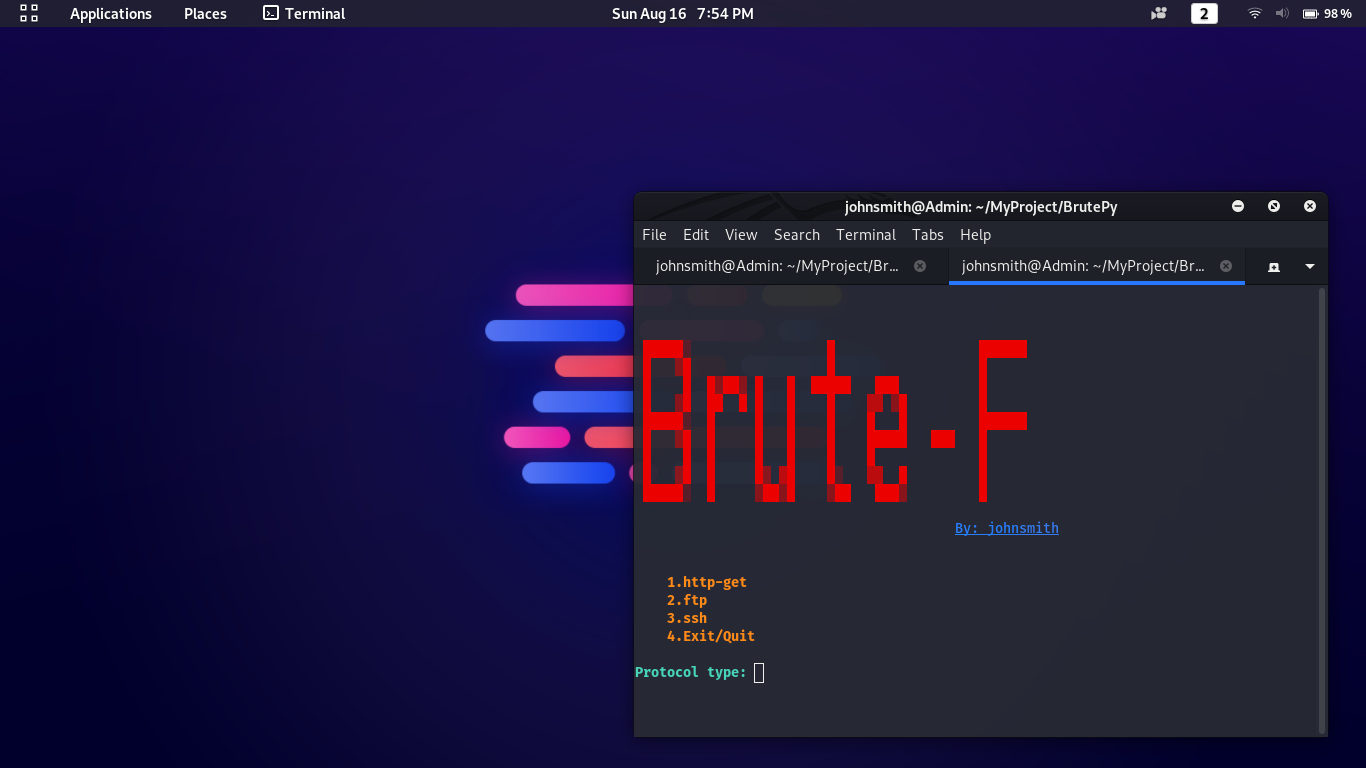 Applications Places Terminal Sun Aug 16 7:54 PM 2 98 %
johnsmith@Admin: ~/MyProject/BrutePy
File Edit View Search Terminal Tabs Help
johnsmith@Admin: ~/MyProject/Br... johnsmith@Admin: ~/MyProject/Br...
Brute-F
By: johnsmith
1.http-get
2.ftp
3.ssh
4.Exit/Quit
Protocol type: